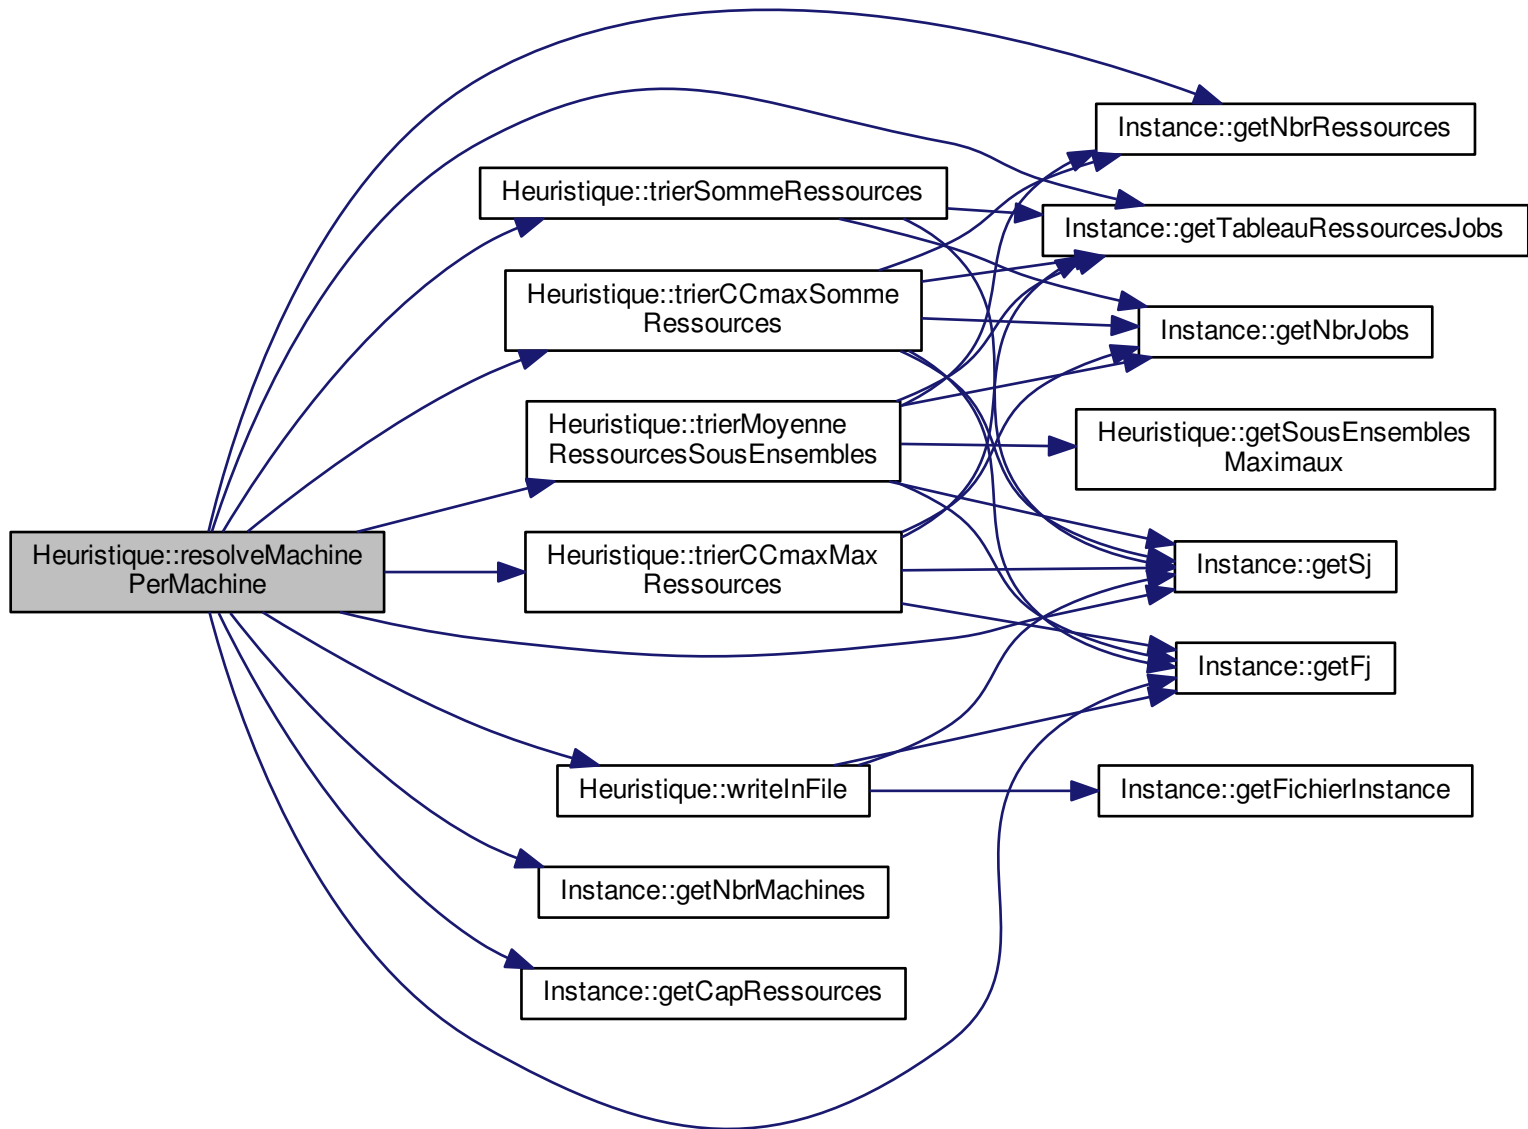 Heuristique::resolveMachine
PerMachine
Heuristique::trierSommeRessources
Heuristique::trierCCmaxSomme
Ressources
Heuristique::trierMoyenne
RessourcesSousEnsembles
Heuristique::trierCCmaxMax
Ressources
Heuristique::writeInFile
Instance::getNbrMachines
Instance::getCapRessources
Instance::getNbrRessources
Instance::getTableauRessourcesJobs
Instance::getNbrJobs
Heuristique::getSousEnsembles
Maximaux
Instance::getSj
Instance::getFj
Instance::getFichierInstance